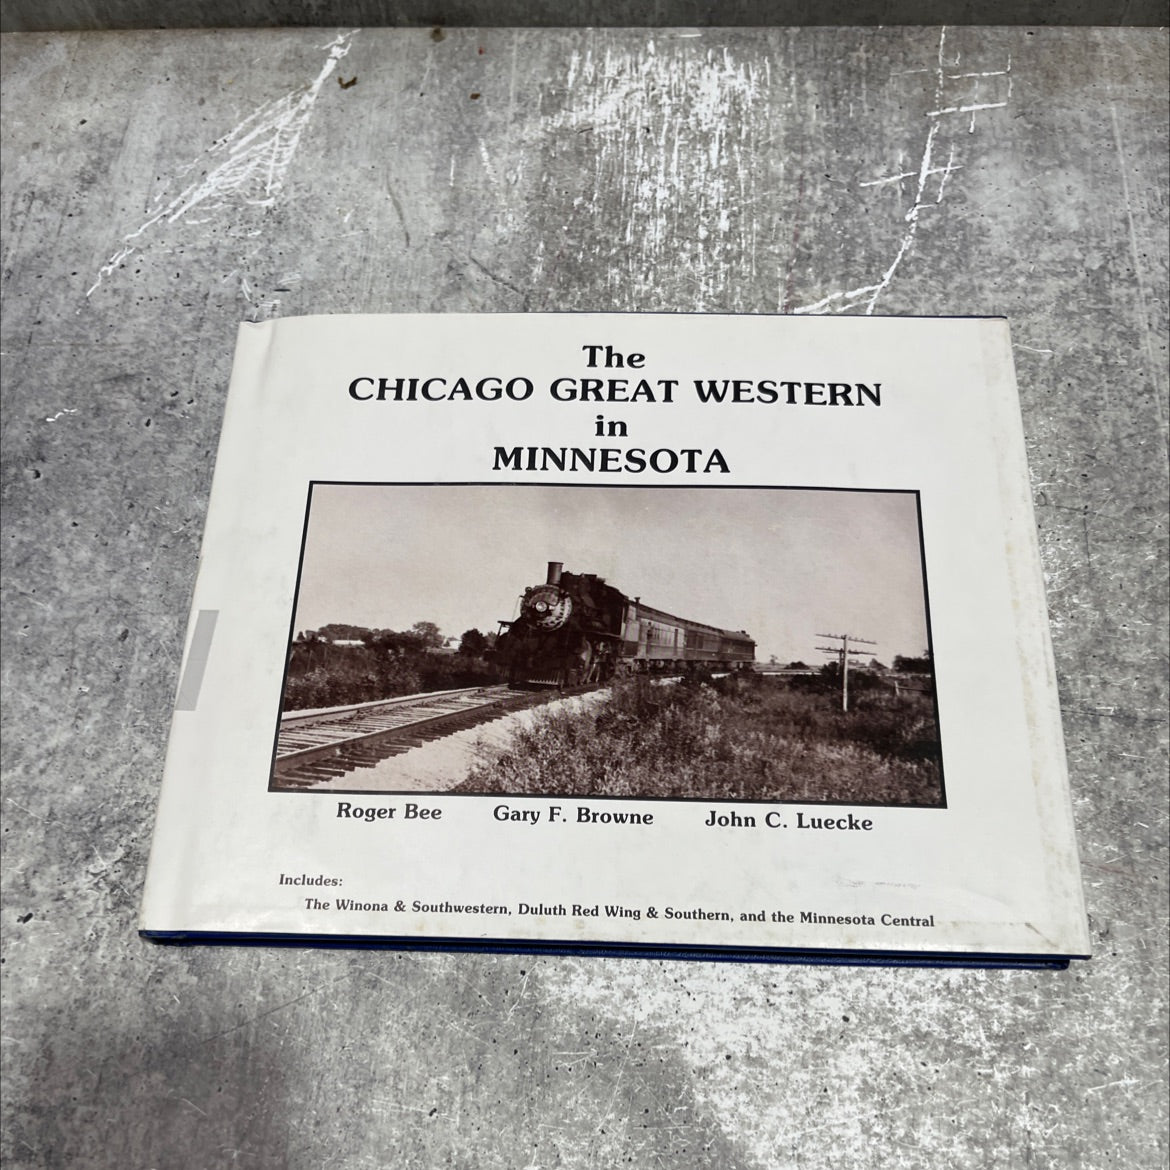 The
CHICAGO GREAT WESTERN
in
MINNESOTA
Roger Bee Gary F. Browne John C. Luecke
Includes:
The Winona & Southwestern, Duluth Red Wing & Southern, and the Minnesota Central